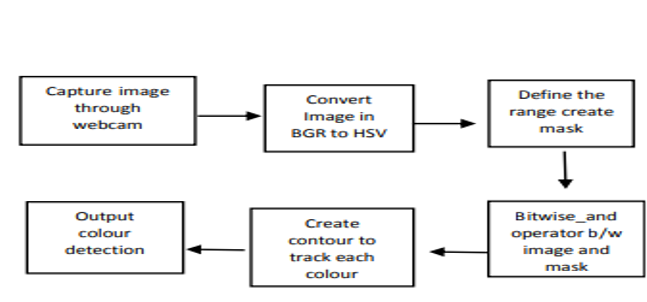 Capture image
through
webcam
Convert
Image in
BGR to HSV
Define the
range create
mask
Bitwise_and
operator b/w
image and
mask
Create
contour to
track each
colour
Output
colour
detection